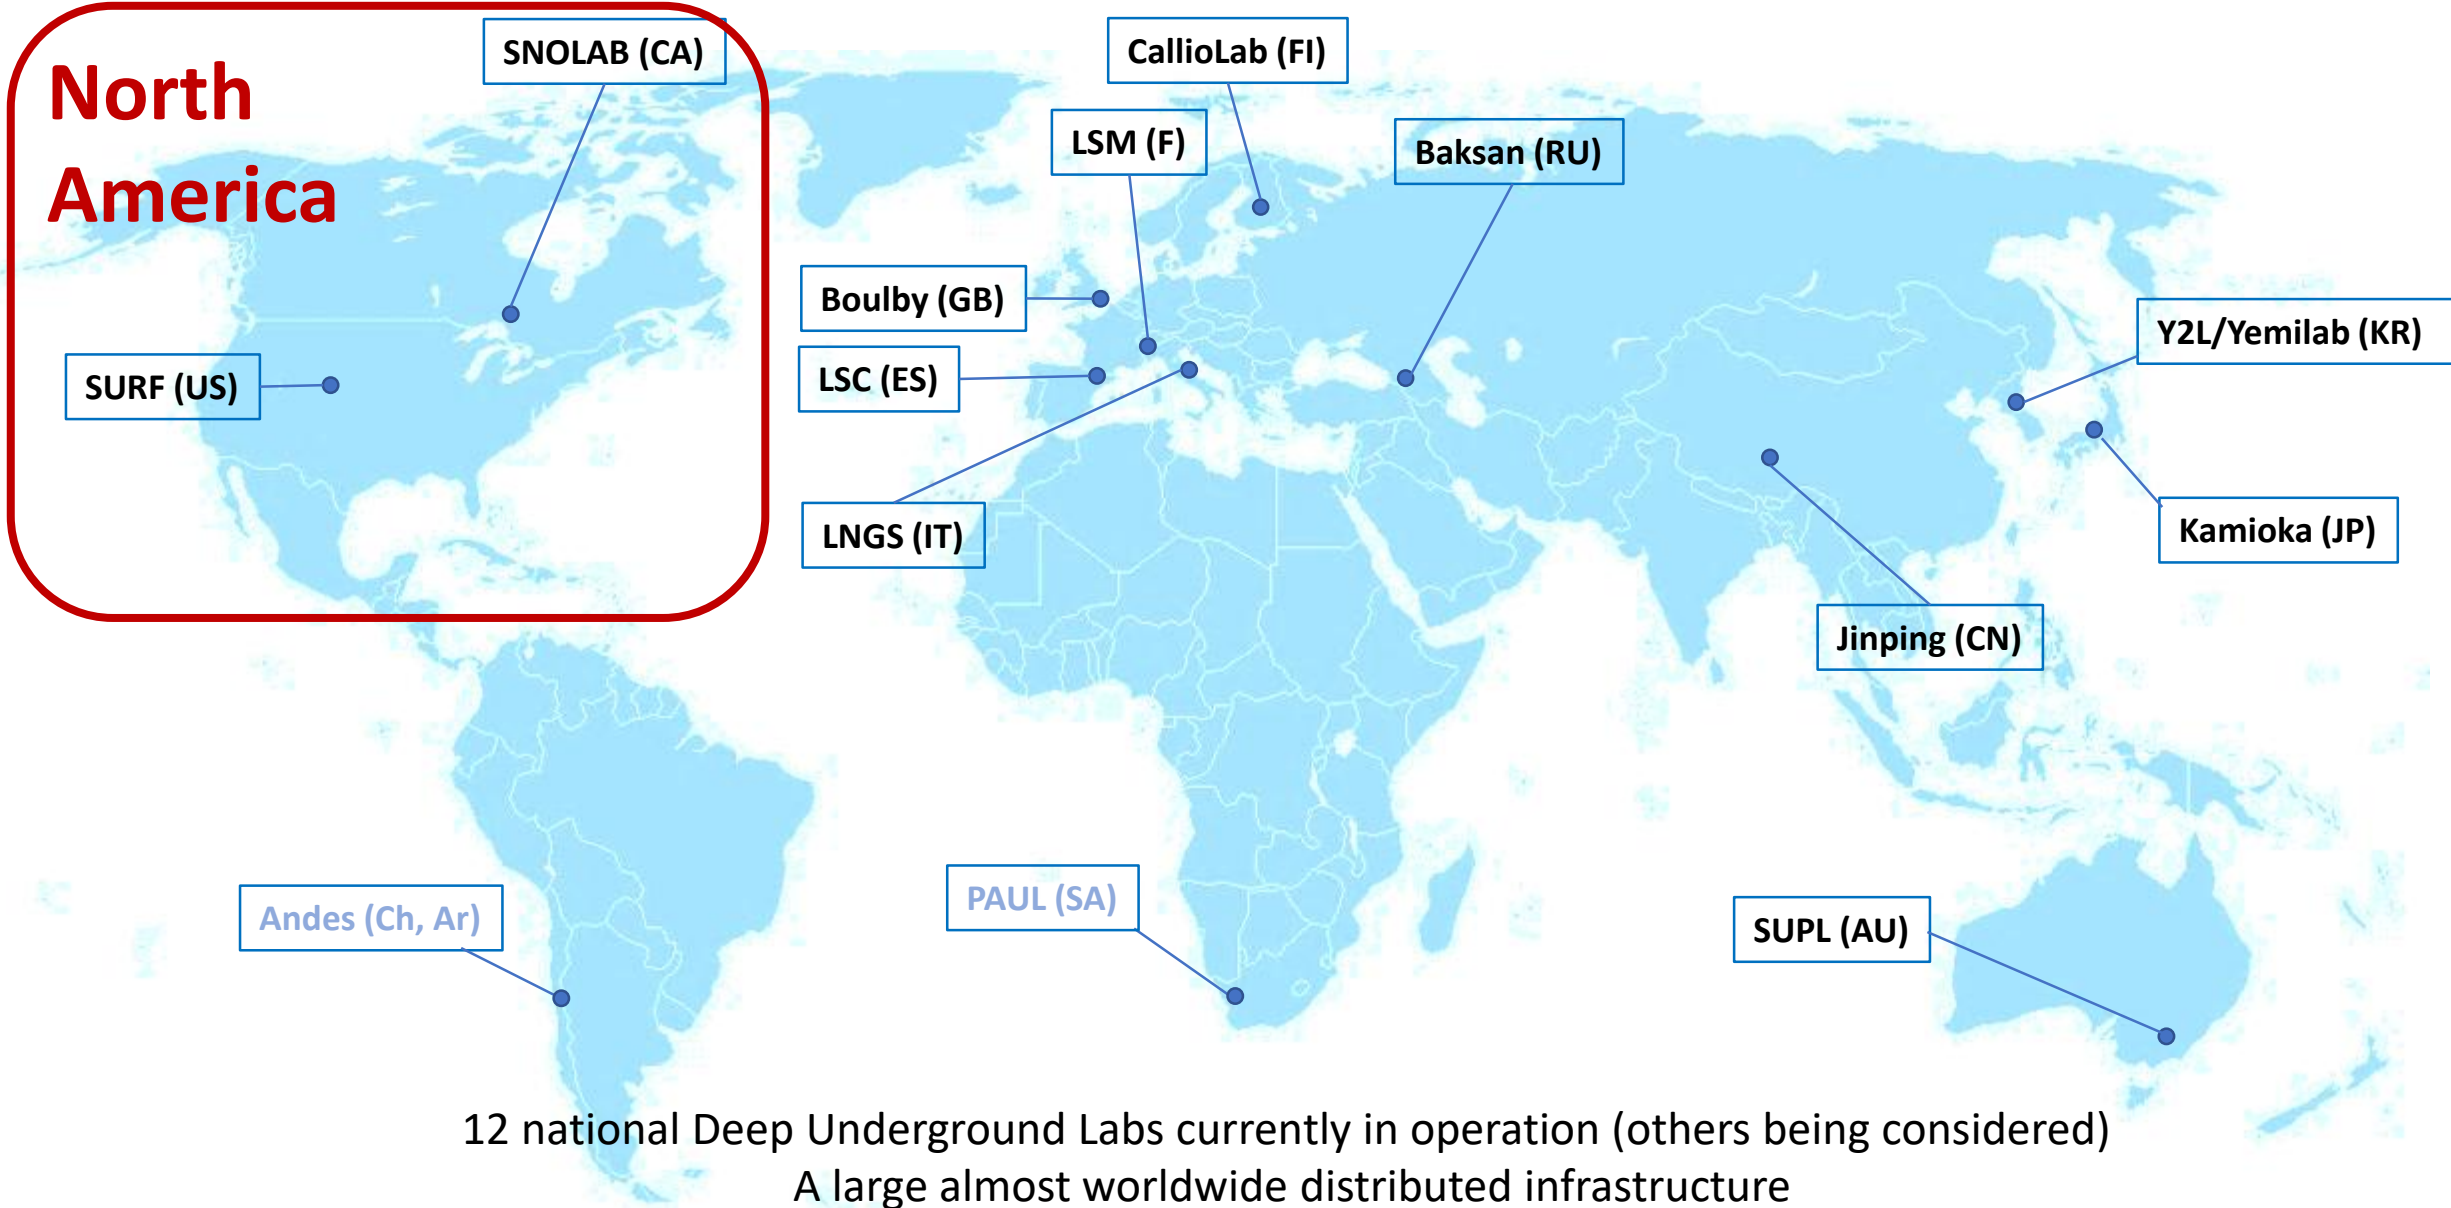 North
America
SNOLAB (CA)
CallioLab (FI)
LSM (F)
Baksan (RU)
Boulby (GB)
Y2L/Yemilab (KR)
SURF (US)
LSC (ES)
LNGS (IT)
Kamioka (JP)
Jinping (CN)
Andes (Ch, Ar)
PAUL (SA)
SUPL (AU)
12 national Deep Underground Labs currently in operation (others being considered)
A large almost worldwide distributed infrastructure